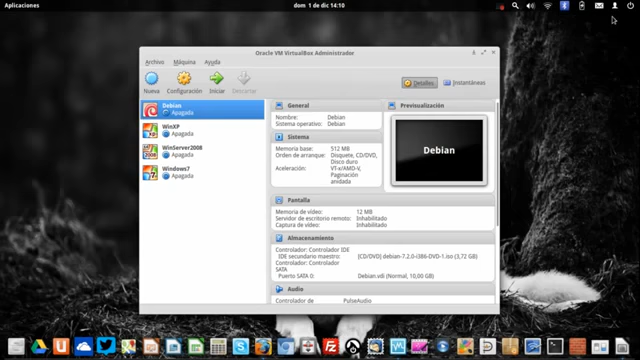 Aplicaciones
dom 1 de dic 14:10
Oracle VM VirtualBox Administrador
Archivo Máquina Ayuda
Nueva Configuración Iniciar Descartar
Detalles Instantáneas
Debian
Apagada
WinXP
Apagada
WinServer2008
Apagada
Windows7
Apagada
General
Nombre: Debian
Sistema operativo: Debian
Sistema
Memoria base: 512 MB
Orden de arranque: Disquete, CD/DVD,
Disco duro
Aceleración: VT-x/AMD-V,
Paginación
anidada
Previsualización
Debian
Pantalla
Memoria de vídeo: 12 MB
Servidor de escritorio remoto: Inhabilitado
Captura de vídeo: Inhabilitado
Almacenamiento
Controlador: Controlador IDE
IDE secundario maestro: [CD/DVD] debian-7.2.0-i386-DVD-1.iso (3,72 GB)
Controlador: Controlador
SATA
Puerto SATA 0: Debian.vdi (Normal, 10,00 GB)
Audio
Controlador de PulseAudio